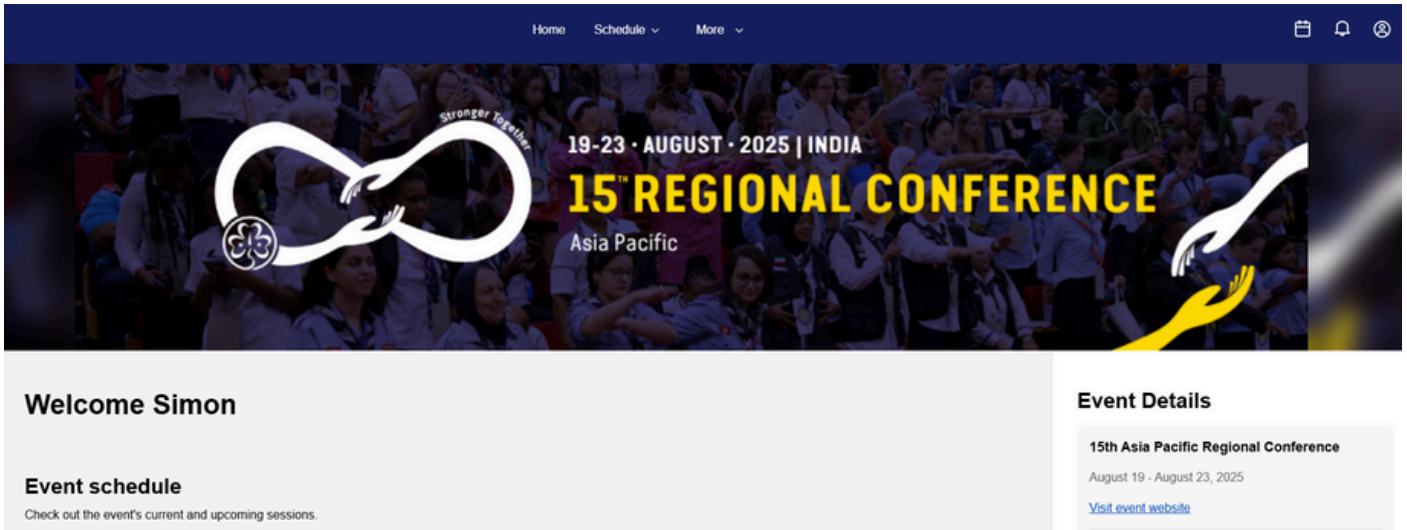 Home Schedule More
Stronger Together
19-23 · AUGUST · 2025 | INDIA
15TH REGIONAL CONFERENCE
Asia Pacific
Welcome Simon
Event schedule
Check out the event's current and upcoming sessions.
Event Details
15th Asia Pacific Regional Conference
August 19 - August 23, 2025
Visit event website